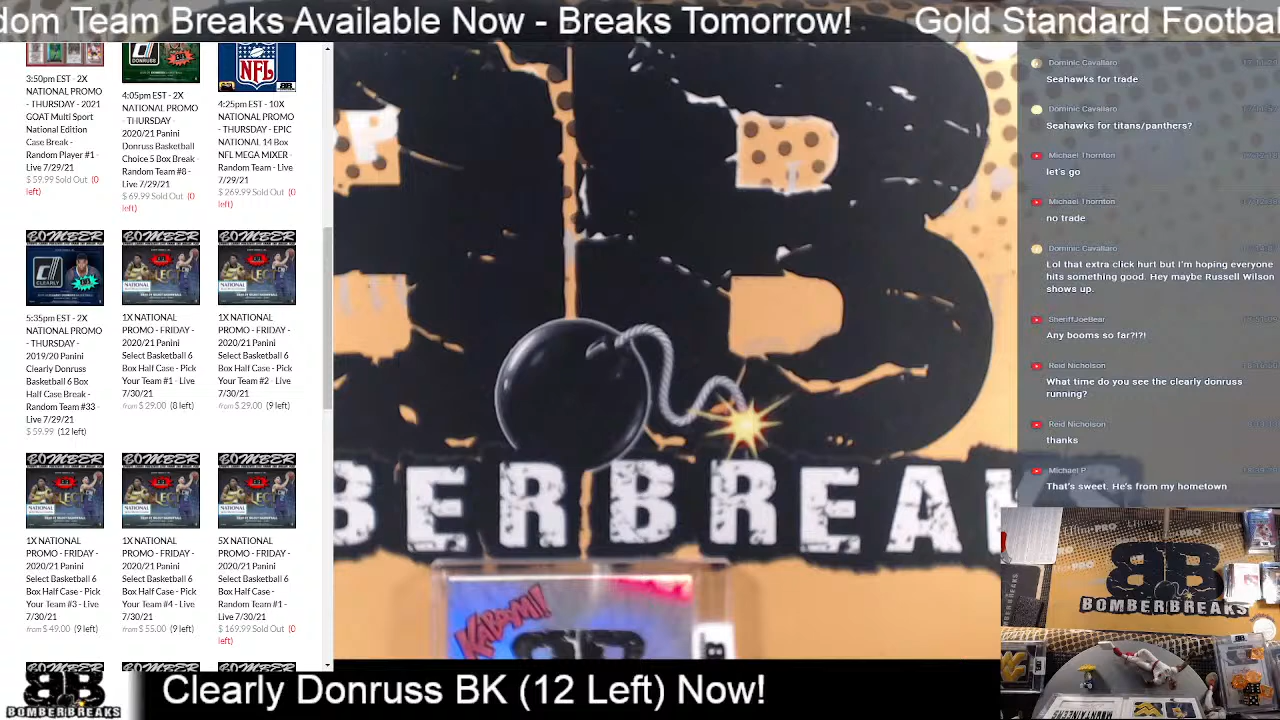 dom Team Breaks Available Now - Breaks Tomorrow! Gold Standard Footba
DONRUSS
NFL
3:50pm EST - 2X
NATIONAL PROMO
- THURSDAY - 2021
GOAT Multi Sport
National Edition
Case Break -
Random Player #1 -
Live 7/29/21
$ 59.99 Sold Out (0
left)
4:05pm EST - 2X
NATIONAL PROMO
- THURSDAY -
2020/21 Panini
Donruss Basketball
Choice 5 Box Break -
Random Team #8 -
Live 7/29/21
$ 69.99 Sold Out (0
left)
4:25pm EST - 10X
NATIONAL PROMO
- THURSDAY - EPIC
NATIONAL 14 Box
NFL MEGA MIXER -
Random Team - Live
7/29/21
$ 269.99 Sold Out (0
left)
BOMBER
CLEARLY
5:35pm EST - 2X
NATIONAL PROMO
- THURSDAY -
2019/20 Panini
Clearly Donruss
Basketball 6 Box
Half Case Break -
Random Team #33 -
Live 7/29/21
$ 59.99 (12 left)
BOMBER
1X NATIONAL
PROMO - FRIDAY -
2020/21 Panini
Select Basketball 6
Box Half Case - Pick
Your Team #1 - Live
7/30/21
from $ 29.00 (8 left)
BOMBER
1X NATIONAL
PROMO - FRIDAY -
2020/21 Panini
Select Basketball 6
Box Half Case - Pick
Your Team #2 - Live
7/30/21
from $ 29.00 (9 left)
BOMBER
1X NATIONAL
PROMO - FRIDAY -
2020/21 Panini
Select Basketball 6
Box Half Case - Pick
Your Team #3 - Live
7/30/21
from $ 49.00 (9 left)
BOMBER
1X NATIONAL
PROMO - FRIDAY -
2020/21 Panini
Select Basketball 6
Box Half Case - Pick
Your Team #4 - Live
7/30/21
from $ 55.00 (9 left)
BOMBER
5X NATIONAL
PROMO - FRIDAY -
2020/21 Panini
Select Basketball 6
Box Half Case -
Random Team #1 -
Live 7/30/21
$ 169.99 Sold Out (0
left)
BER BREAK
KABOOM!
Dominic Cavallaro
Seahawks for trade
Dominic Cavallaro
Seahawks for titans/panthers?
Michael Thornton
let's go
Michael Thornton
no trade
Dominic Cavallaro
Lol that extra click hurt but I'm hoping everyone
hits something good. Hey maybe Russell Wilson
shows up.
SheriffJoeBear
Any booms so far?!?!
Reid Nicholson
What time do you see the clearly donruss
running?
Reid Nicholson
thanks
Michael P
That's sweet. He's from my hometown
BB
BOMBERBREAKS
BB
BOMBERBREAKS
Clearly Donruss BK (12 Left) Now!